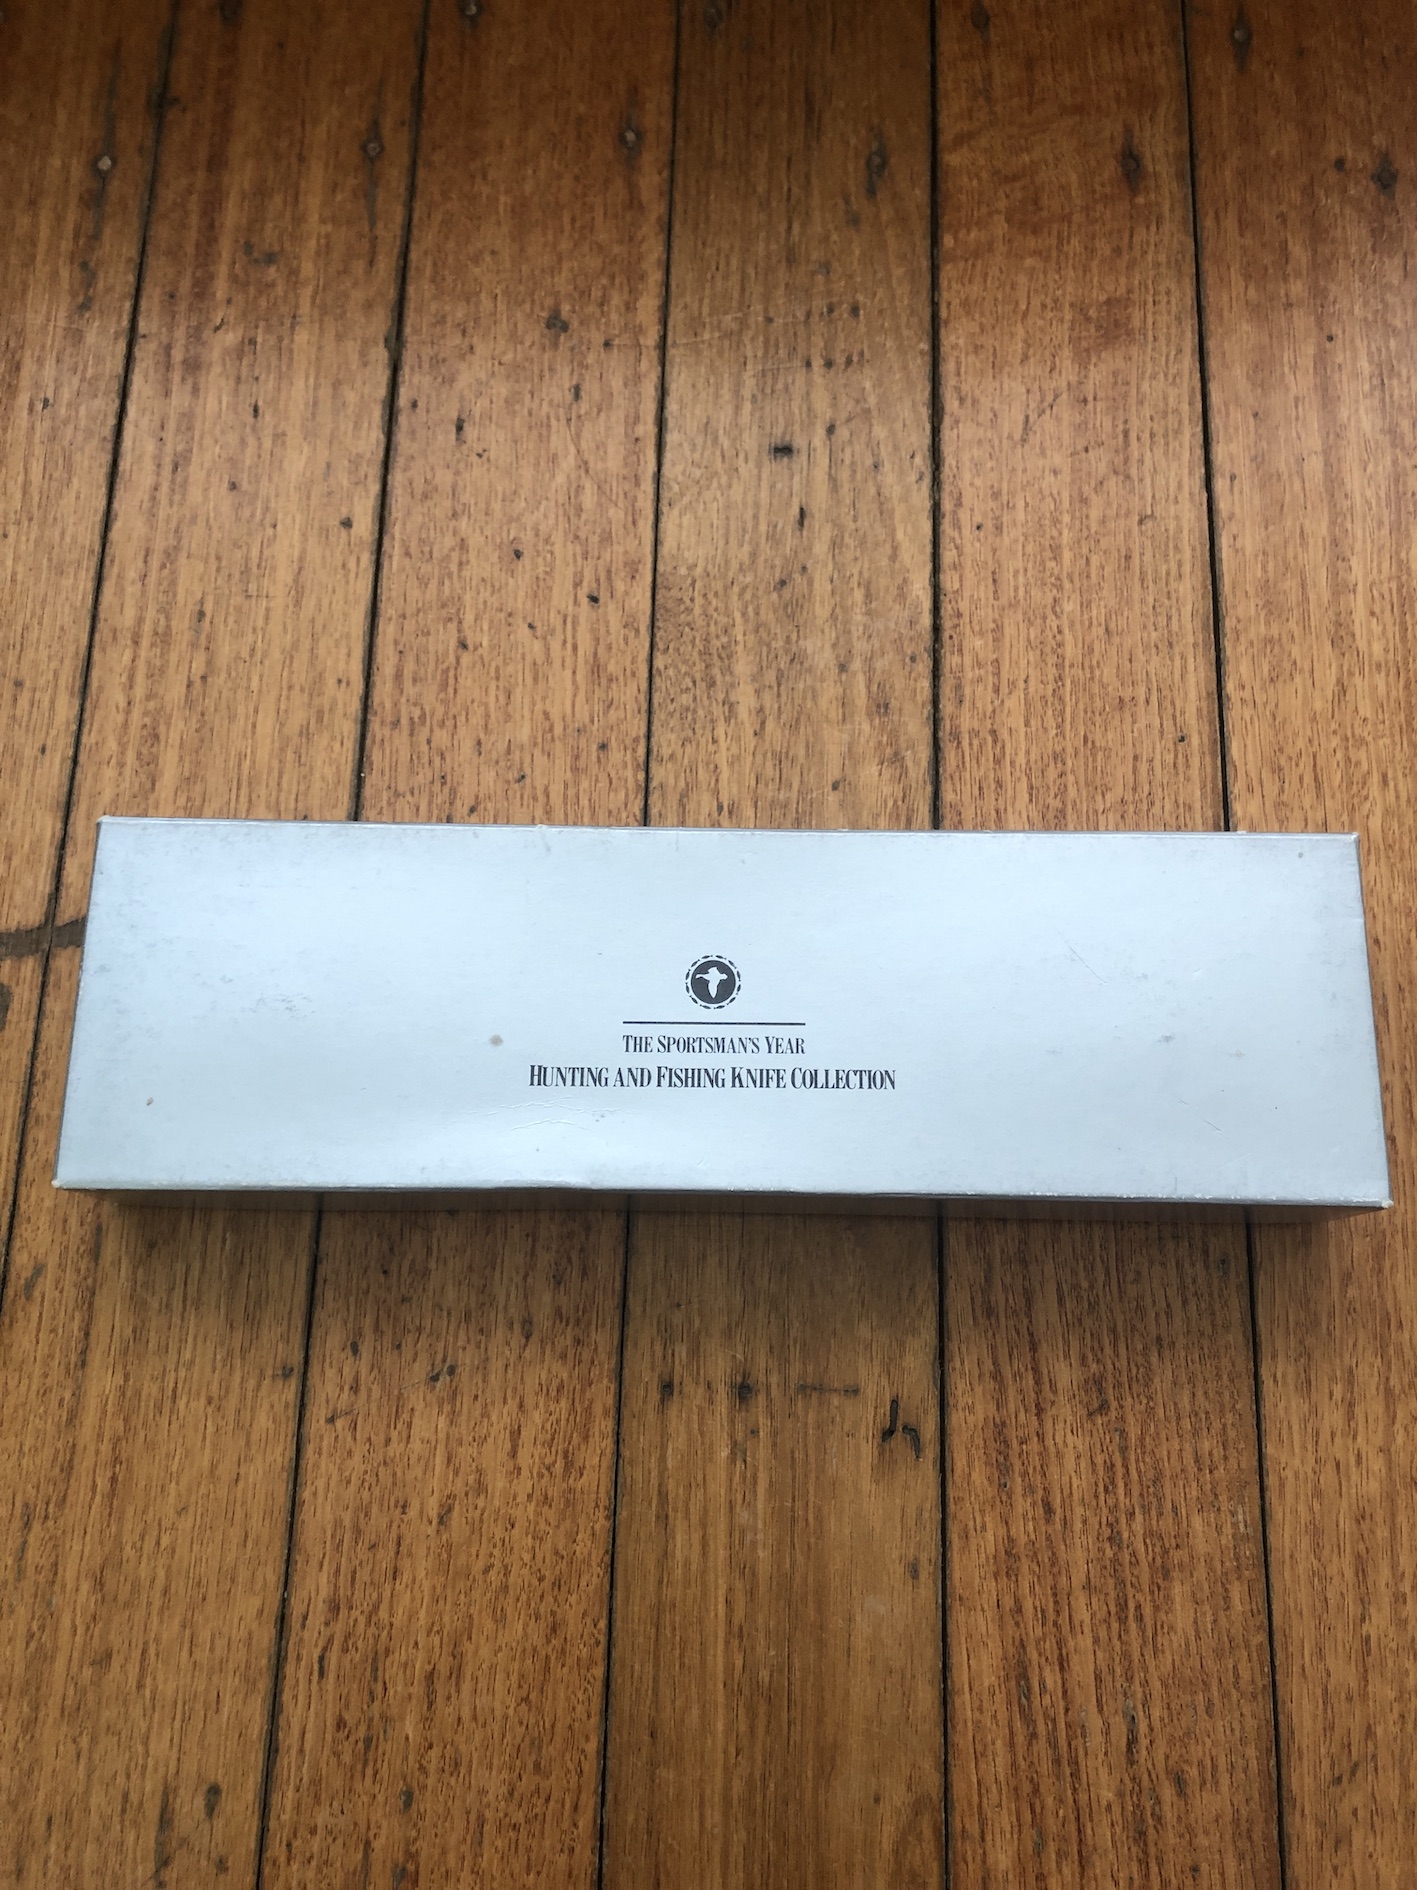 THE SPORTSMAN'S YEAR
HUNTING AND FISHING KNIFE COLLECTION